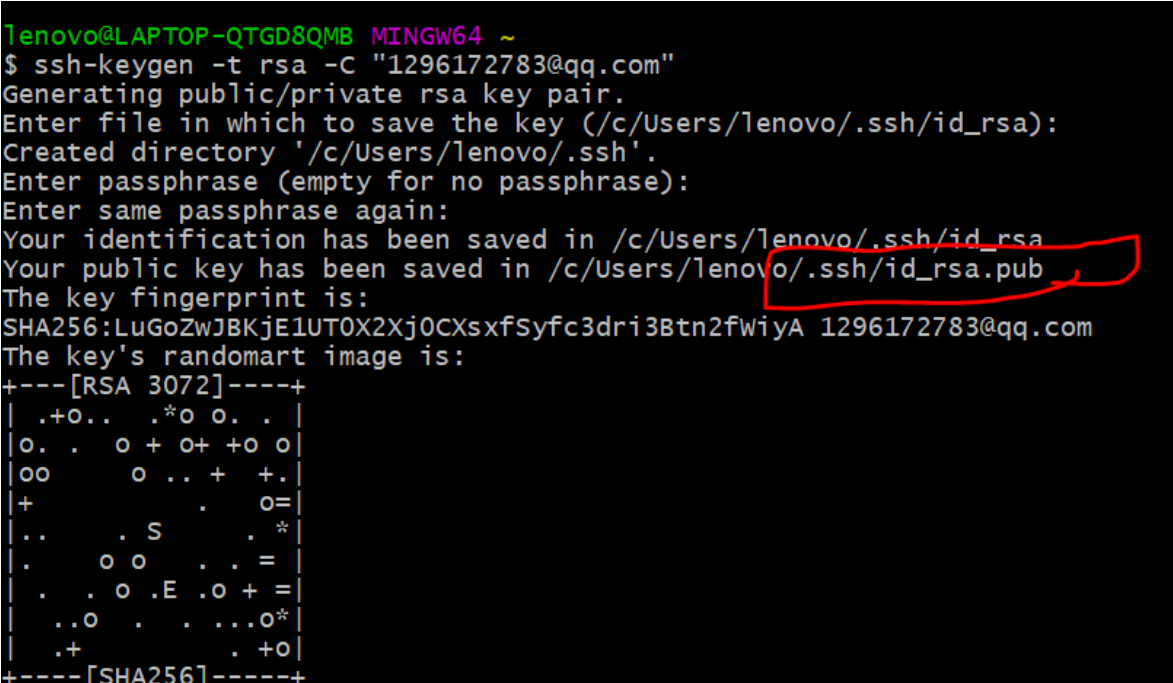 lenovo@LAPTOP-QTGD8QMB MINGW64 ~
$ ssh-keygen -t rsa -C "1296172783@qq.com"
Generating public/private rsa key pair.
Enter file in which to save the key (/c/Users/lenovo/.ssh/id_rsa):
Created directory '/c/Users/lenovo/.ssh'.
Enter passphrase (empty for no passphrase):
Enter same passphrase again:
Your identification has been saved in /c/Users/lenovo/.ssh/id_rsa
Your public key has been saved in /c/Users/lenovo/.ssh/id_rsa.pub
The key fingerprint is:
SHA256:LuGoZwJBKjE1UTOX2XjOCXsxfSyfc3dri3Btn2fWiyA 1296172783@qq.com
The key's randomart image is:
+---[RSA 3072]----+
| .+o..  .*o o. . |
|o. .  o + o+ +o o|
|oo     o .. +  +.|
|+          .   o=|
|..    . S     . *|
|.    o o   . . = |
| .  . o .E .o + =|
|  ..o  .  . ...o*|
|  .+         . +o|
+----[SHA256]-----+